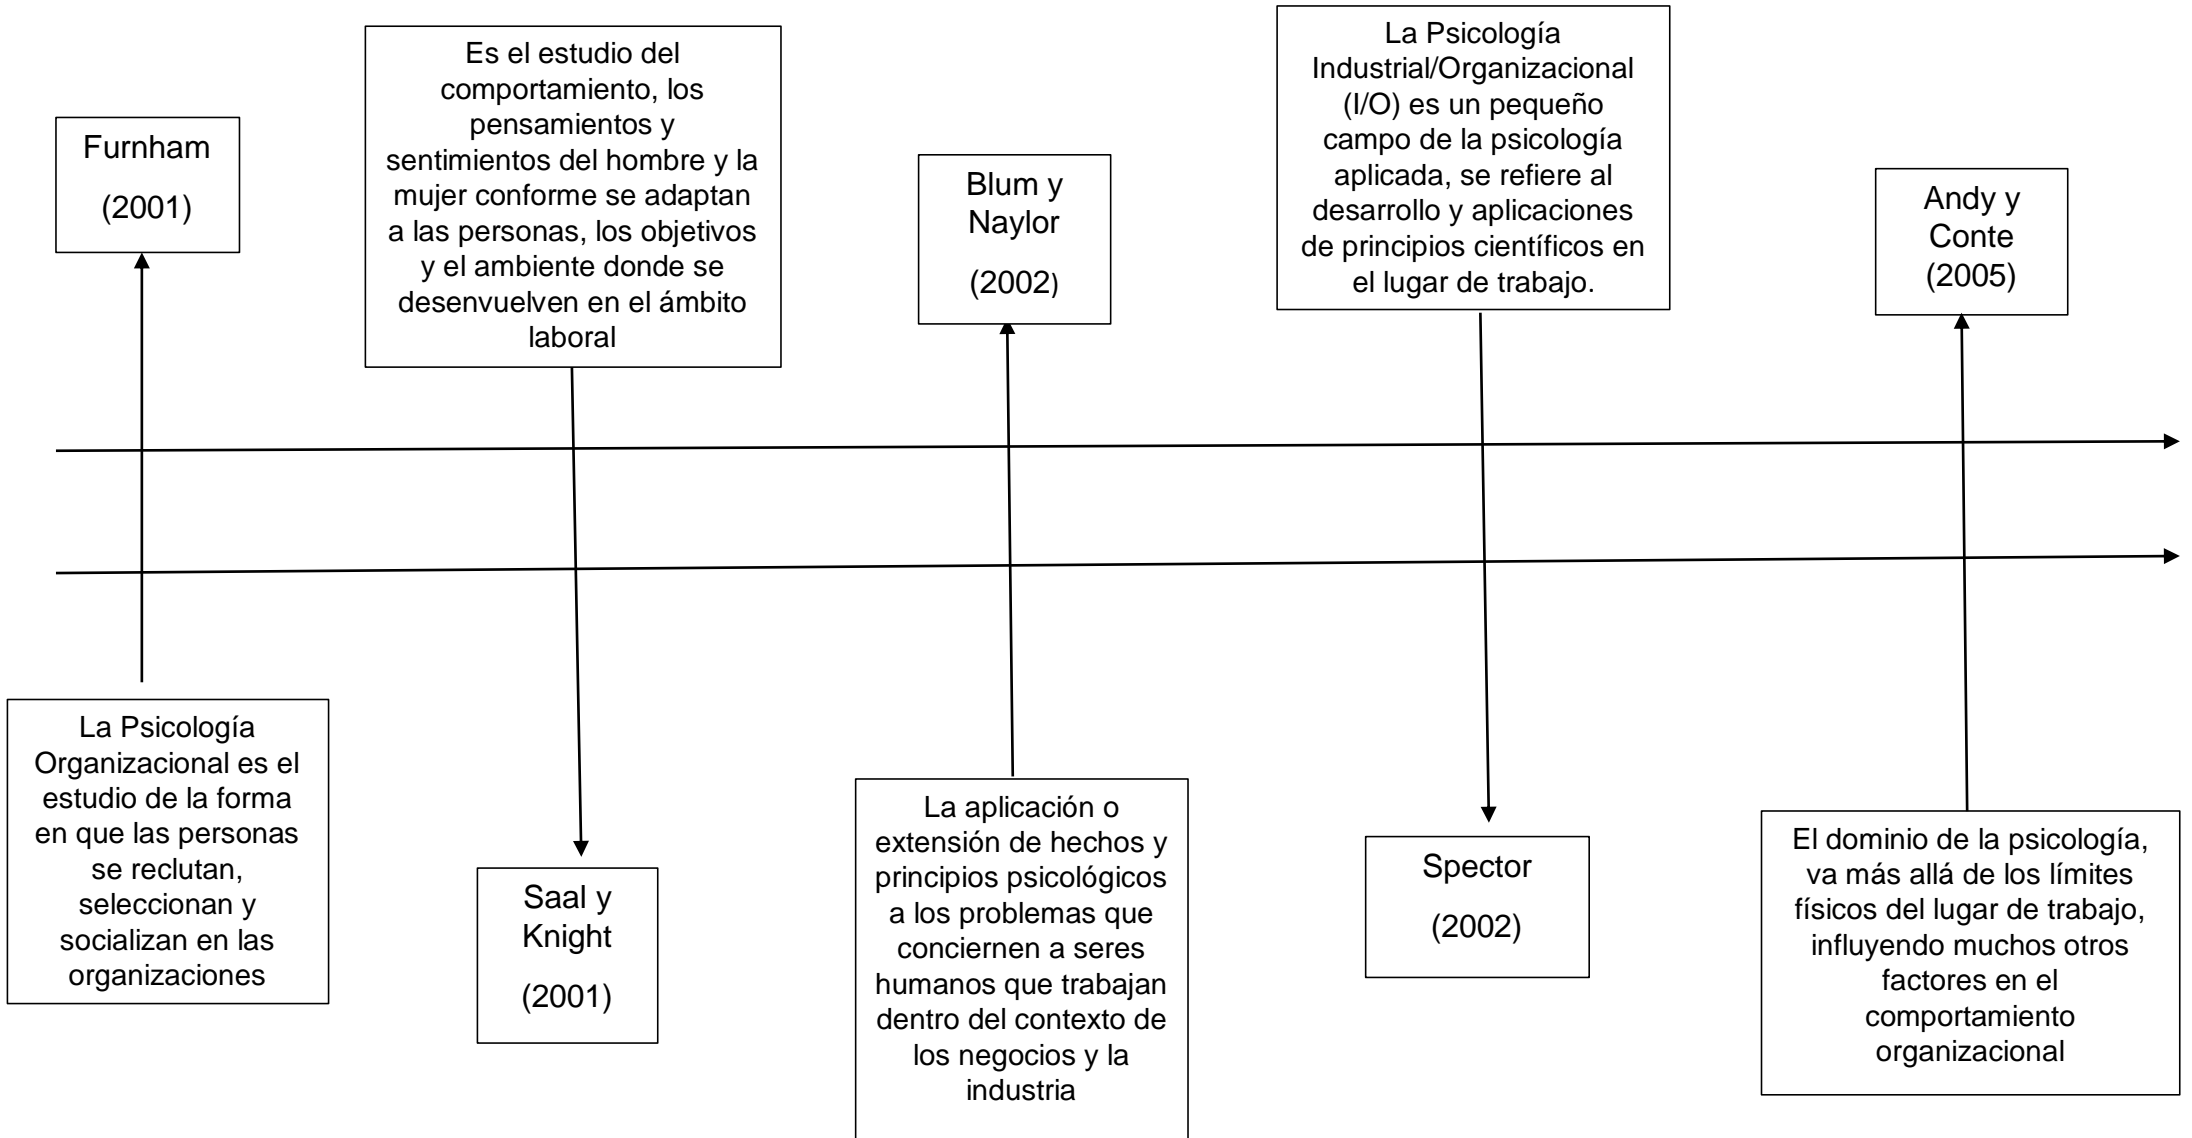 Furnham
(2001)
Es el estudio del
comportamiento, los
pensamientos y
sentimientos del hombre y la
mujer conforme se adaptan
a las personas, los objetivos
y el ambiente donde se
desenvuelven en el ámbito
laboral
Blum y
Naylor
(2002)
La Psicología
Industrial/Organizacional
(I/O) es un pequeño
campo de la psicología
aplicada, se refiere al
desarrollo y aplicaciones
de principios científicos en
el lugar de trabajo.
Andy y
Conte
(2005)
La Psicología
Organizacional es el
estudio de la forma
en que las personas
se reclutan,
seleccionan y
socializan en las
organizaciones
Saal y
Knight
(2001)
La aplicación o
extensión de hechos y
principios psicológicos
a los problemas que
conciernen a seres
humanos que trabajan
dentro del contexto de
los negocios y la
industria
Spector
(2002)
El dominio de la psicología,
va más allá de los límites
físicos del lugar de trabajo,
influyendo muchos otros
factores en el
comportamiento
organizacional